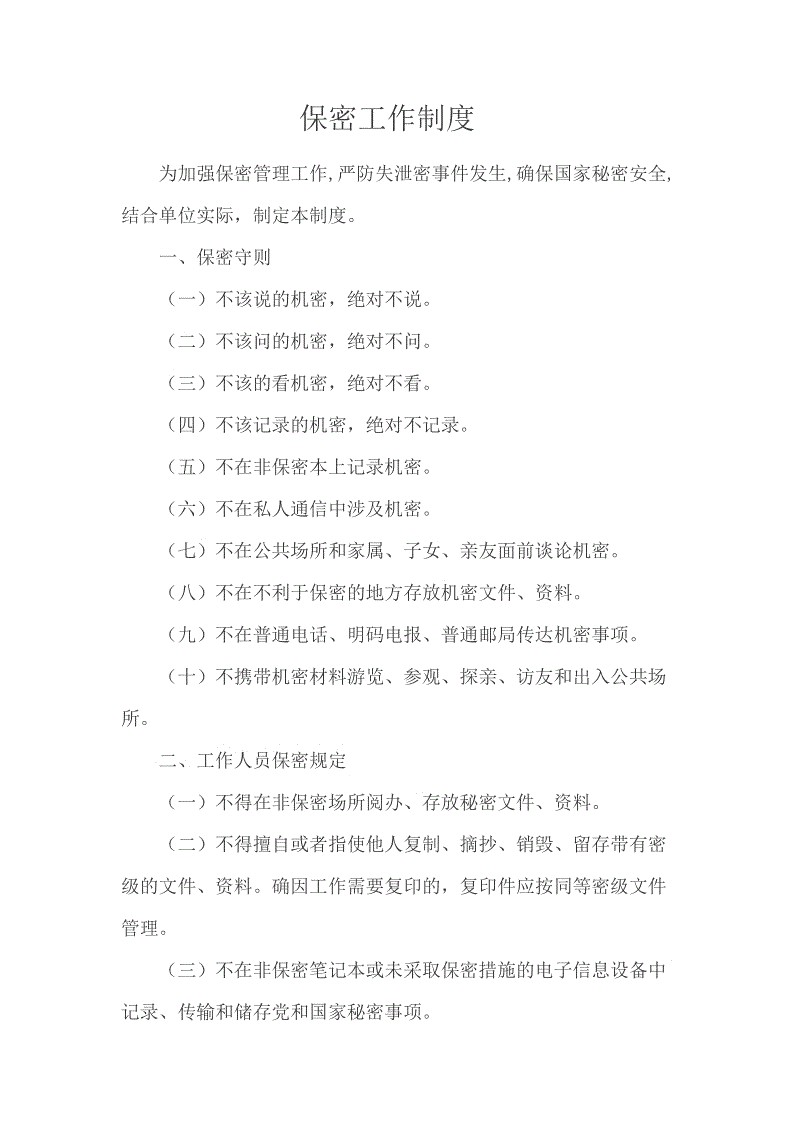 保密工作制度
为加强保密管理工作,严防失泄密事件发生,确保国家秘密安全,
结合单位实际，制定本制度。
一、保密守则
（一）不该说的机密，绝对不说。
（二）不该问的机密，绝对不问。
（三）不该的看机密，绝对不看。
（四）不该记录的机密，绝对不记录。
（五）不在非保密本上记录机密。
（六）不在私人通信中涉及机密。
（七）不在公共场所和家属、子女、亲友面前谈论机密。
（八）不在不利于保密的地方存放机密文件、资料。
（九）不在普通电话、明码电报、普通邮局传达机密事项。
（十）不携带机密材料游览、参观、探亲、访友和出入公共场
所。
二、工作人员保密规定
（一）不得在非保密场所阅办、存放秘密文件、资料。
（二）不得擅自或者指使他人复制、摘抄、销毁、留存带有密
级的文件、资料。确因工作需要复印的，复印件应按同等密级文件
管理。
（三）不在非保密笔记本或未采取保密措施的电子信息设备中
记录、传输和储存党和国家秘密事项。